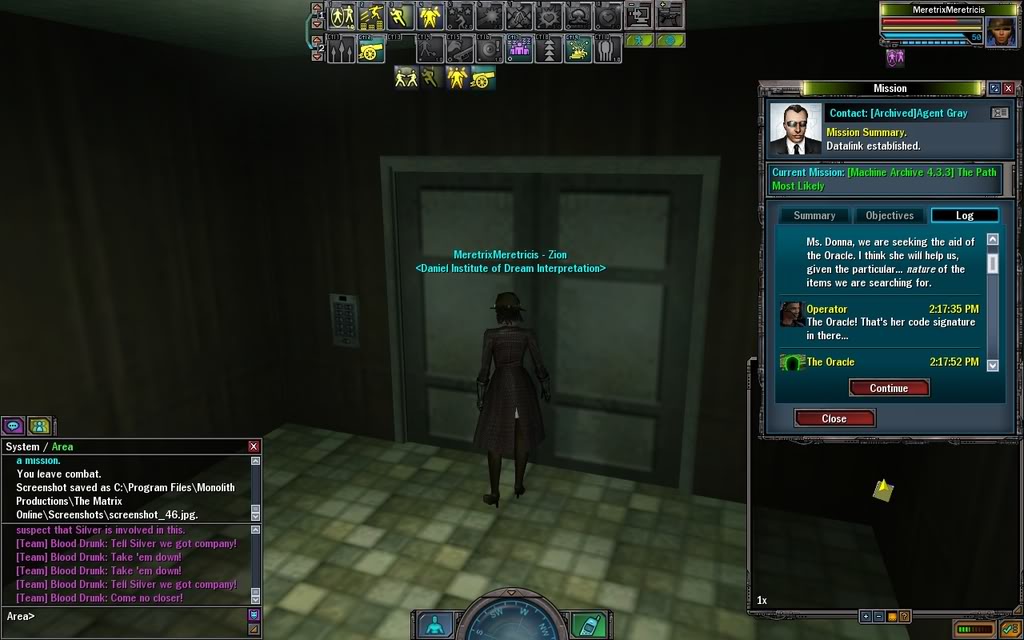 MeretrixMeretricis
50
Mission
Contact: [Archived]Agent Gray
Mission Summary.
Datalink established.
Current Mission: [Machine Archive 4.3.3] The Path
Most Likely
Summary
Objectives
Log
Ms. Donna, we are seeking the aid of
the Oracle. I think she will help us,
given the particular... nature of the
items we are searching for.
Operator 2:17:35 PM
The Oracle! That's her code signature
in there...
The Oracle 2:17:52 PM
Continue
Close
MeretrixMeretricis - Zion
<Daniel Institute of Dream Interpretation>
System / Area
a mission.
You leave combat.
Screenshot saved as C:\Program Files\Monolith
Productions\The Matrix
Online\Screenshots\screenshot_46.jpg.
suspect that Silver is involved in this.
[Team] Blood Drunk: Tell Silver we got company!
[Team] Blood Drunk: Take 'em down!
[Team] Blood Drunk: Take 'em down!
[Team] Blood Drunk: Tell Silver we got company!
[Team] Blood Drunk: Come no closer!
Area>
SW
W
NW
S
1x